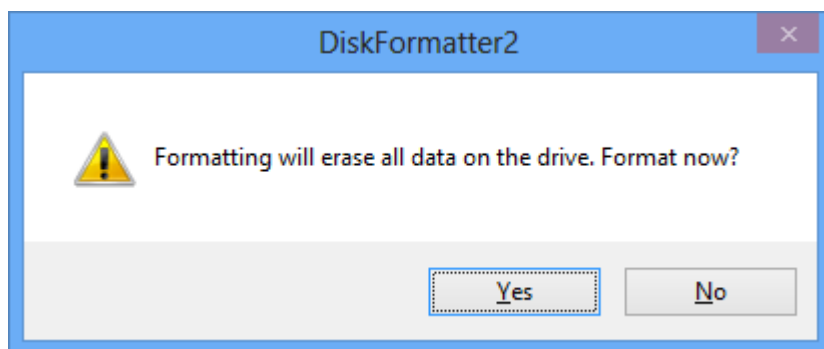 DiskFormatter2
Formatting will erase all data on the drive. Format now?
Yes
No